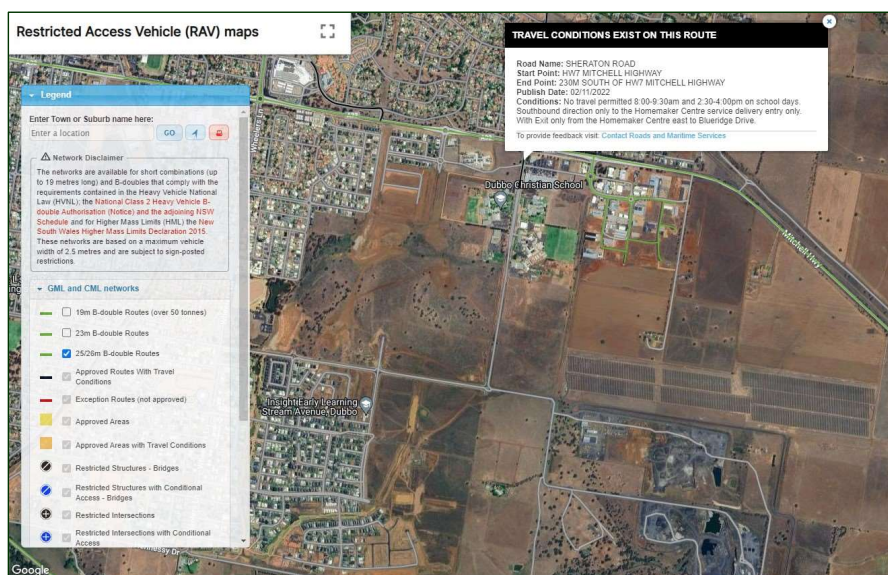 Restricted Access Vehicle (RAV) maps
TRAVEL CONDITIONS EXIST ON THIS ROUTE
Road Name: SHERATON ROAD
Start Point: HW7 MITCHELL HIGHWAY
End Point: 230M SOUTH OF HW7 MITCHELL HIGHWAY
Publish Date: 02/11/2022
Conditions: No travel permitted 8:00-9:30am and 2:30-4:00pm on school days.
Southbound direction only to the Homemaker Centre service delivery entry only.
With Exit only from the Homemaker Centre east to Blueridge Drive.
To provide feedback visit: Contact Roads and Maritime Services
Legend
Enter Town or Suburb name here:
Enter a location
GO
Network Disclaimer
The networks are available for short combinations (up
to 19 metres long) and B-doubles that comply with the
requirements contained in the Heavy Vehicle National
Law (HVNL); the National Class 2 Heavy Vehicle B-
double Authorisation (Notice) and the adjoining NSW
Schedule and for Higher Mass Limits (HML) the New
South Wales Higher Mass Limits Declaration 2015.
These networks are based on a maximum vehicle
width of 2.5 metres and are subject to sign-posted
restrictions.
GML and CML networks
19m B-double Routes (over 50 tonnes)
23m B-double Routes
25/26m B-double Routes
Approved Routes With Travel
Conditions
Exception Routes (not approved)
Approved Areas
Approved Areas with Travel Conditions
Restricted Structures - Bridges
Restricted Structures with Conditional
Access - Bridges
Restricted Intersections
Restricted Intersections with Conditional
Access
Dubbo Christian School
Mitchell Hwy
Insight Early Learning
Stream Avenue, Dubbo
Google